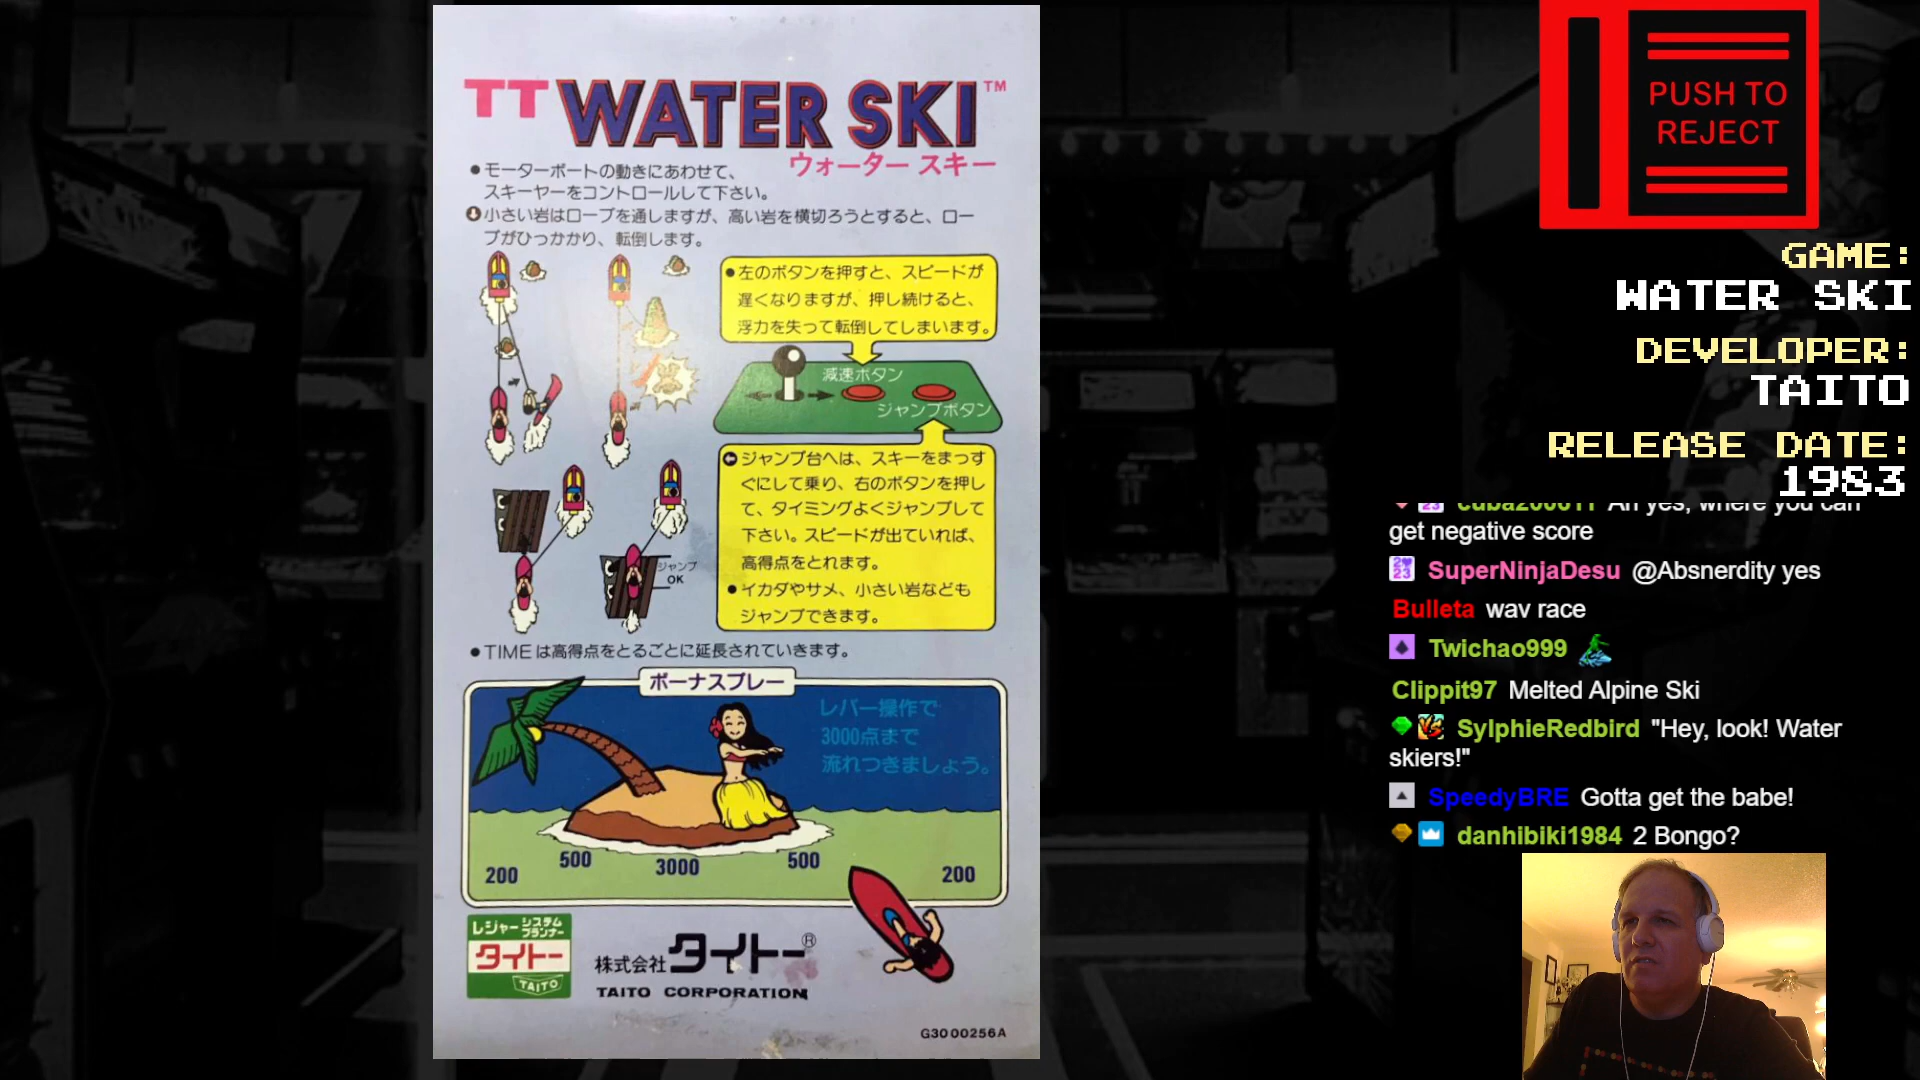 TT WATER SKI™
ウォーター スキー
●モーターボートの動きにあわせて、
スキーヤーをコントロールして下さい。
小さい岩はロープを通しますが、高い岩を横切ろうとすると、ロー
プがひっかかり、転倒します。
●左のボタンを押すと、スピードが
遅くなりますが、押し続けると、
浮力を失って転倒してしまいます。
減速ボタン
ジャンプボタン
ジャンプ台へは、スキーをまっす
ぐにして乗り、右のボタンを押し
て、タイミングよくジャンプして
下さい。スピードが出ていれば、
高得点をとれます。
●イカダやサメ、小さい岩なども
ジャンプできます。
ジャンプ
OK
●TIMEは高得点をとるごとに延長されていきます。
ボーナスプレー
レバー操作で
3000点まで
流れつきましょう。
200
500
3000
500
200
レジャーシステム
プランナー
タイトー
TAITO
株式会社タイトー®
TAITO CORPORATION
G3000256A
PUSH TO
REJECT
GAME:
WATER SKI
DEVELOPER:
TAITO
RELEASE DATE:
1983
Ah yes, where you can
get negative score
SuperNinjaDesu @Absnerdity yes
Bulleta wav race
Twichao999
Clippit97 Melted Alpine Ski
SylphieRedbird "Hey, look! Water
skiers!"
SpeedyBRE Gotta get the babe!
danhibiki1984 2 Bongo?